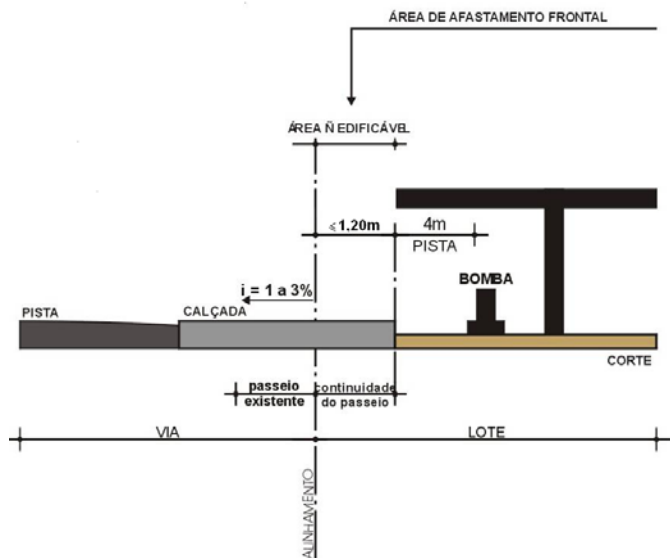 ÁREA DE AFASTAMENTO FRONTAL
ÁREA Ñ EDIFICÁVEL
⩽1,20m
4m
PISTA
BOMBA
i = 1 a 3%
PISTA
CALÇADA
CORTE
passeio
existente
continuidade
do passeio
VIA
LOTE
ALINHAMENTO